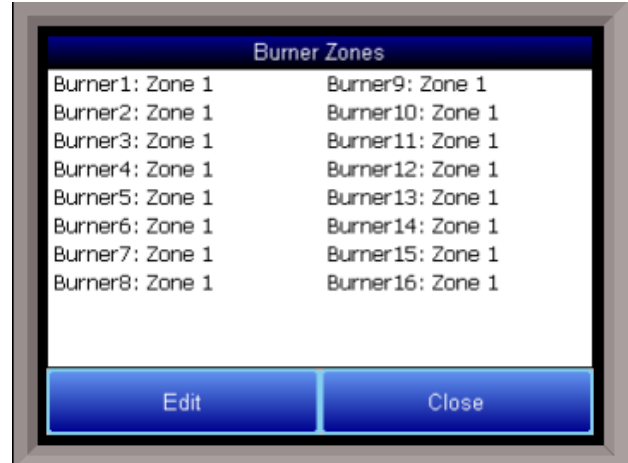 Burner Zones
Burner1: Zone 1
Burner2: Zone 1
Burner3: Zone 1
Burner4: Zone 1
Burner5: Zone 1
Burner6: Zone 1
Burner7: Zone 1
Burner8: Zone 1
Burner9: Zone 1
Burner10: Zone 1
Burner11: Zone 1
Burner12: Zone 1
Burner13: Zone 1
Burner14: Zone 1
Burner15: Zone 1
Burner16: Zone 1
Edit
Close